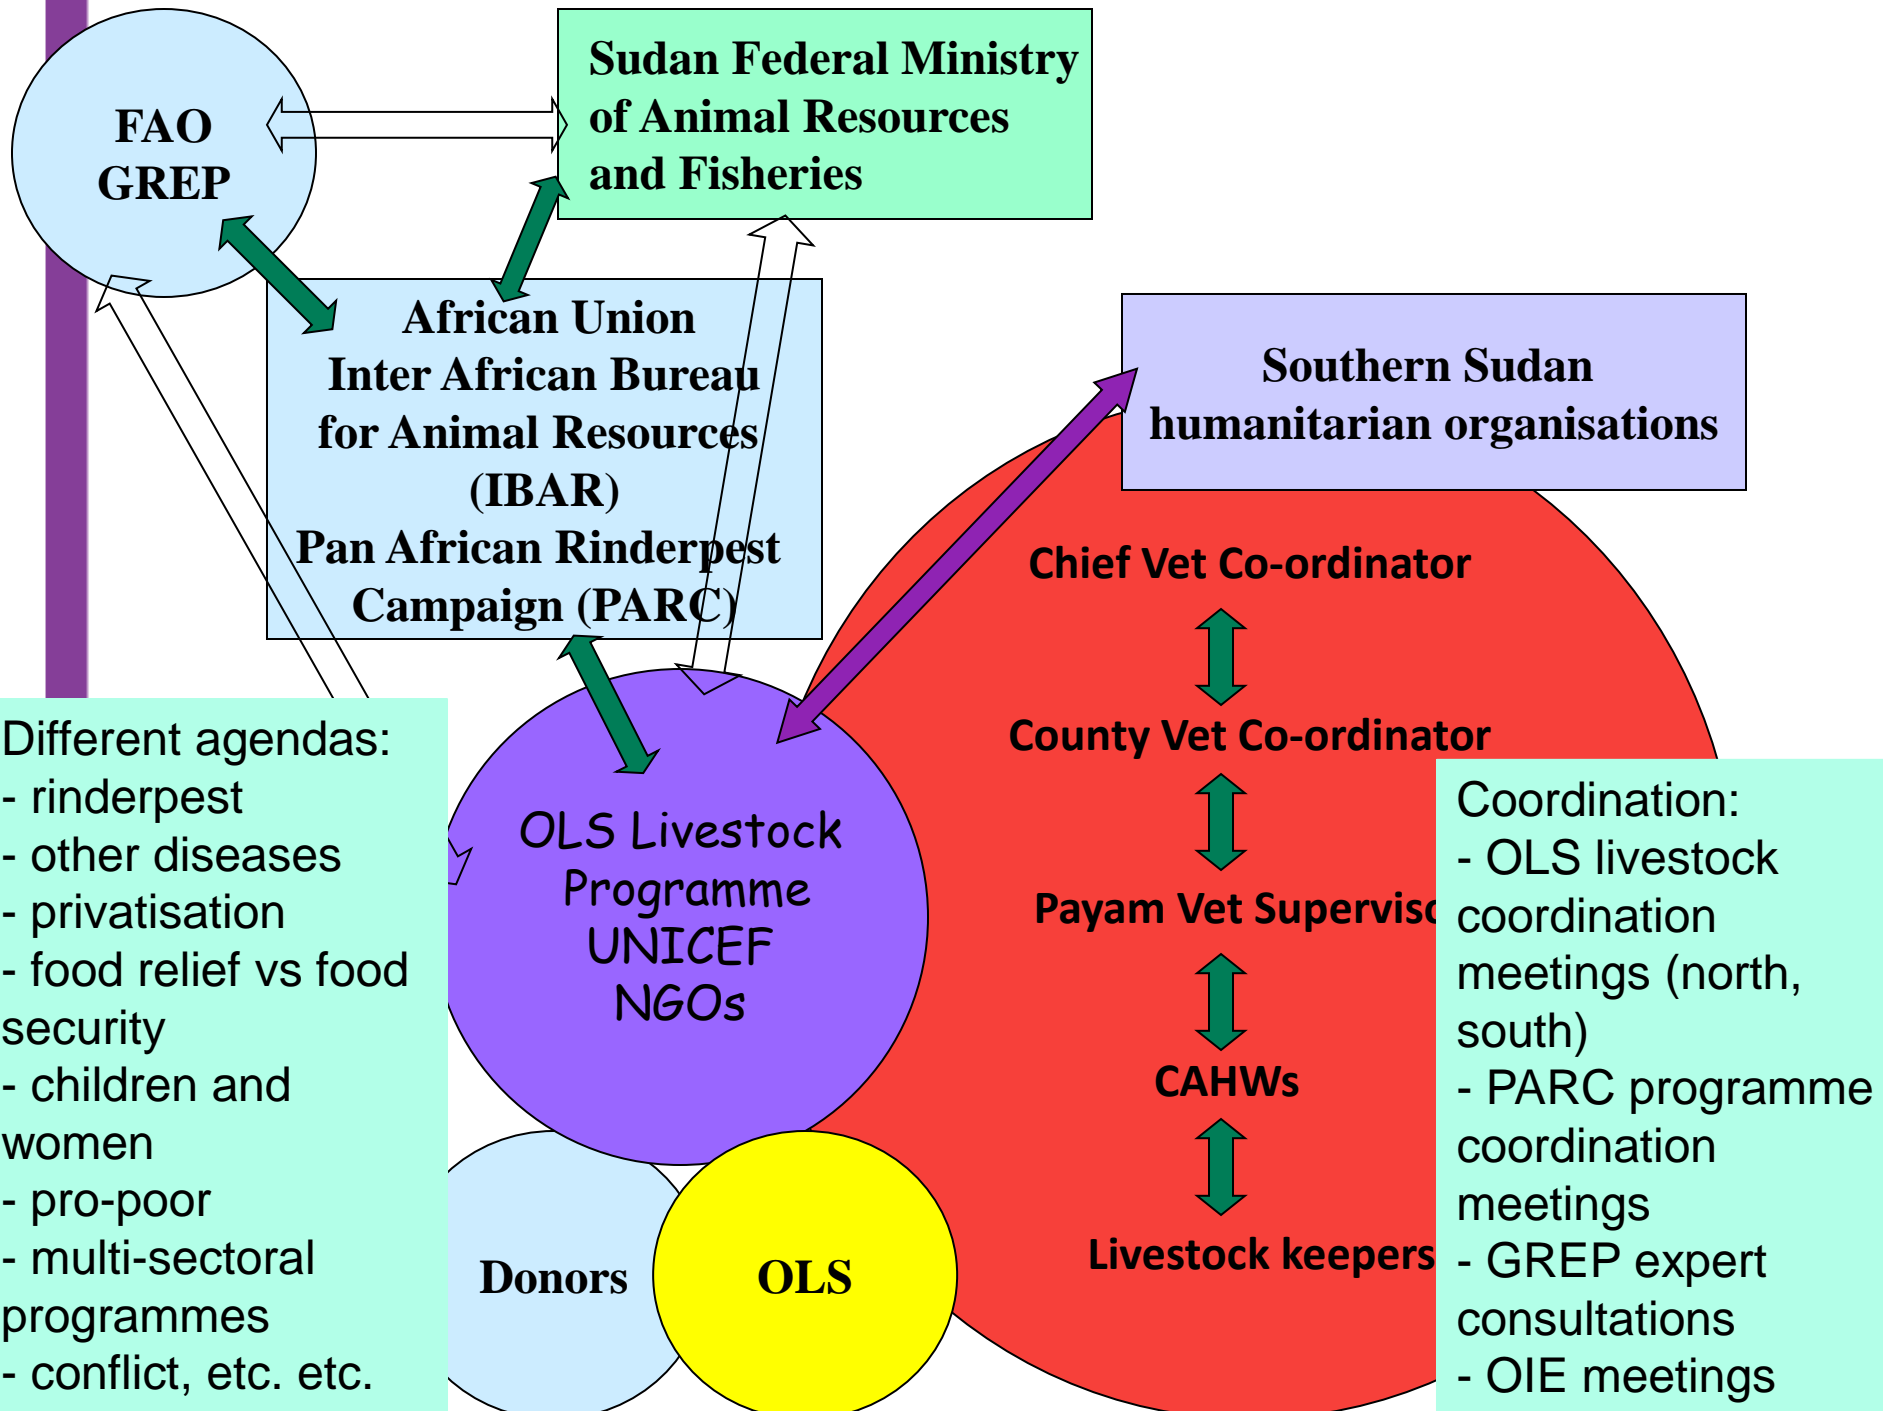 FAO
GREP
Sudan Federal Ministry
of Animal Resources
and Fisheries
African Union
Inter African Bureau
for Animal Resources
(IBAR)
Pan African Rinderpest
Campaign (PARC)
Southern Sudan
humanitarian organisations
Chief Vet Co-ordinator
County Vet Co-ordinator
Payam Vet
CAHWs
Livestock keepers
OLS Livestock
Programme
UNICEF
NGOs
Donors
OLS
Different agendas:
- rinderpest
- other diseases
- privatisation
- food relief vs food
security
- children and
women
- pro-poor
- multi-sectoral
programmes
- conflict, etc. etc.
Coordination:
- OLS livestock
coordination
meetings (north,
south)
- PARC programme
coordination
meetings
- GREP expert
consultations
- OIE meetings